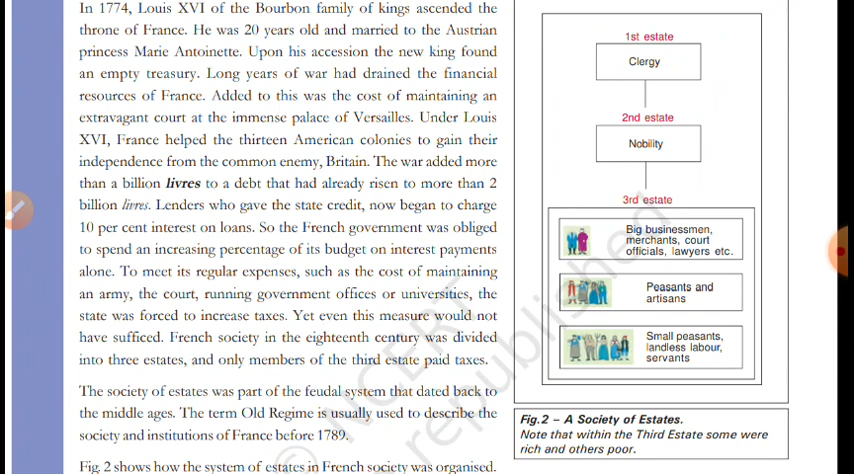 In 1774, Louis XVI of the Bourbon family of kings ascended the
throne of France. He was 20 years old and married to the Austrian
princess Marie Antoinette. Upon his accession the new king found
an empty treasury. Long years of war had drained the financial
resources of France. Added to this was the cost of maintaining an
extravagant court at the immense palace of Versailles. Under Louis
XVI, France helped the thirteen American colonies to gain their
independence from the common enemy, Britain. The war added more
than a billion livres to a debt that had already risen to more than 2
billion livres. Lenders who gave the state credit, now began to charge
10 per cent interest on loans. So the French government was obliged
to spend an increasing percentage of its budget on interest payments
alone. To meet its regular expenses, such as the cost of maintaining
an army, the court, running government offices or universities, the
state was forced to increase taxes. Yet even this measure would not
have sufficed. French society in the eighteenth century was divided
into three estates, and only members of the third estate paid taxes.
The society of estates was part of the feudal system that dated back to
the middle ages. The term Old Regime is usually used to describe the
society and institutions of France before 1789.
Fig. 2 shows how the system of estates in French society was organised.
1st estate
Clergy
2nd estate
Nobility
3rd estate
Big businessmen,
merchants, court
officials, lawyers etc.
Peasants and
artisans
Small peasants,
landless labour,
servants
Fig.2 – A Society of Estates.
Note that within the Third Estate some were
rich and others poor.
© NCERT
republished